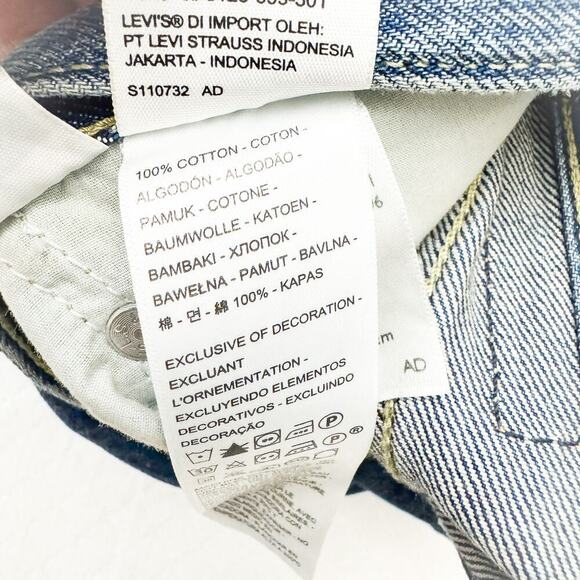 LEVI'S® DI IMPORT OLEH:
PT LEVI STRAUSS INDONESIA
JAKARTA - INDONESIA
S110732 AD
100% COTTON - COTON -
ALGODÓN - ALGODÃO -
PAMUK - COTONE -
BAUMWOLLE - KATOEN -
BAMBAKI - ХЛОПОК -
BAWEŁNA - PAMUT - BAVLNA -
棉 - 면 - 綿 100% - KAPAS
EXCLUSIVE OF DECORATION -
EXCLUANT
L'ORNEMENTATION -
EXCLUYENDO ELEMENTOS
DECORATIVOS - EXCLUINDO
DECORAÇÃO
AD